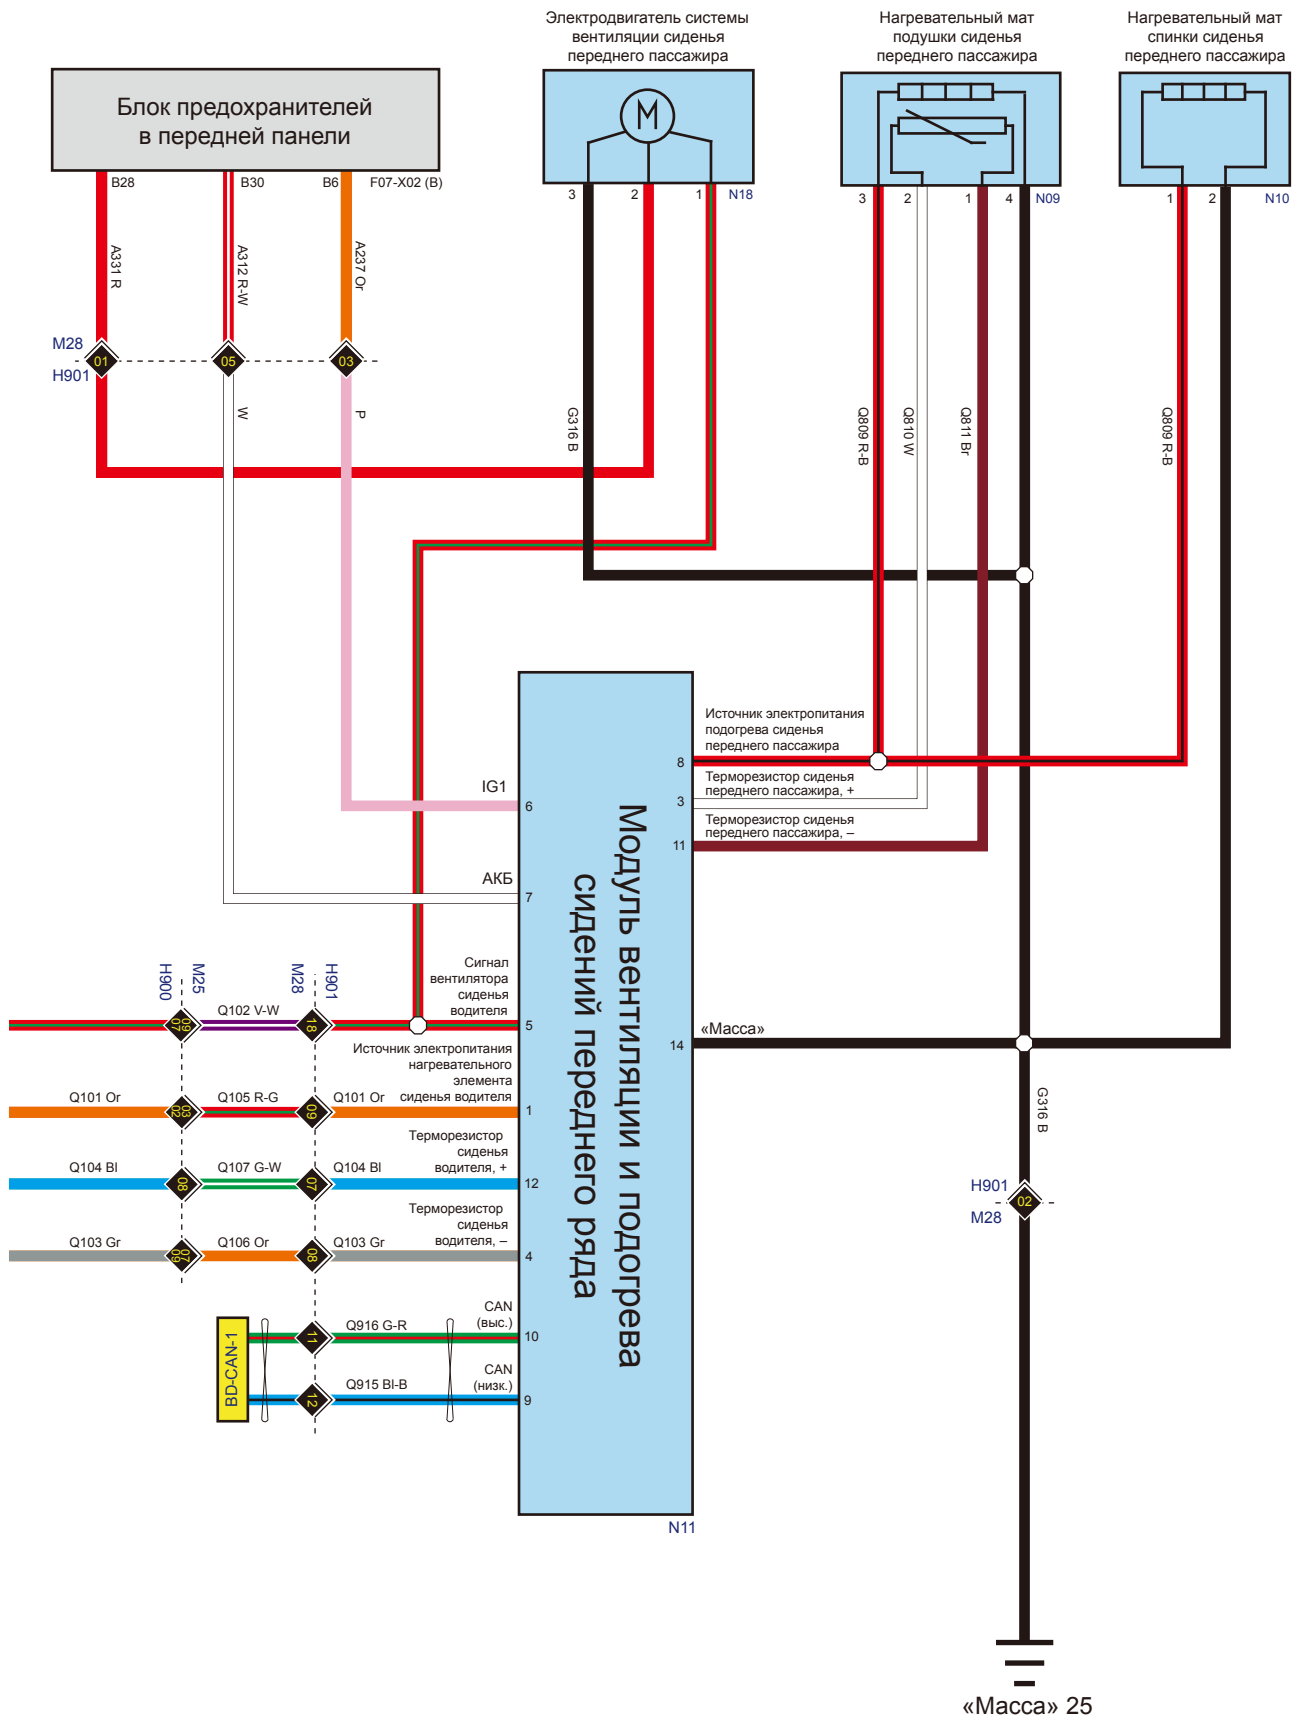 Электродвигатель системы
вентиляции сиденья
переднего пассажира
Нагревательный мат
подушки сиденья
переднего пассажира
Нагревательный мат
спинки сиденья
переднего пассажира
Блок предохранителей
в передней панели
M
B28
B30
B6
F07-X02 (B)
3
2
1
N18
3
2
1
4
N09
1
2
N10
A331 R
A312 R-W
A237 Or
M28
H901
01
05
03
W
P
G316 B
Q809 R-B
Q810 W
Q811 Br
Q809 R-B
Источник электропитания
подогрева сиденья
переднего пассажира
8
Терморезистор сиденья
переднего пассажира, +
3
Терморезистор сиденья
переднего пассажира, –
11
IG1
6
АКБ
7
Модуль вентиляции и подогрева
сидений переднего ряда
Сигнал
вентилятора
сиденья
водителя
5
H900
M25
M28
H901
Q102 V-W
09
07
18
«Масса»
14
Источник электропитания
нагревательного
элемента
сиденья водителя
1
Q101 Or
Q105 R-G
Q101 Or
03
02
09
G316 B
Терморезистор
сиденья
водителя, +
12
Q104 Bl
Q107 G-W
Q104 Bl
08
07
H901
M28
02
Терморезистор
сиденья
водителя, –
4
Q103 Gr
Q106 Or
Q103 Gr
07
09
08
CAN
(выс.)
10
Q916 G-R
11
BD-CAN-1
CAN
(низк.)
9
Q915 Bl-B
12
N11
«Масса» 25